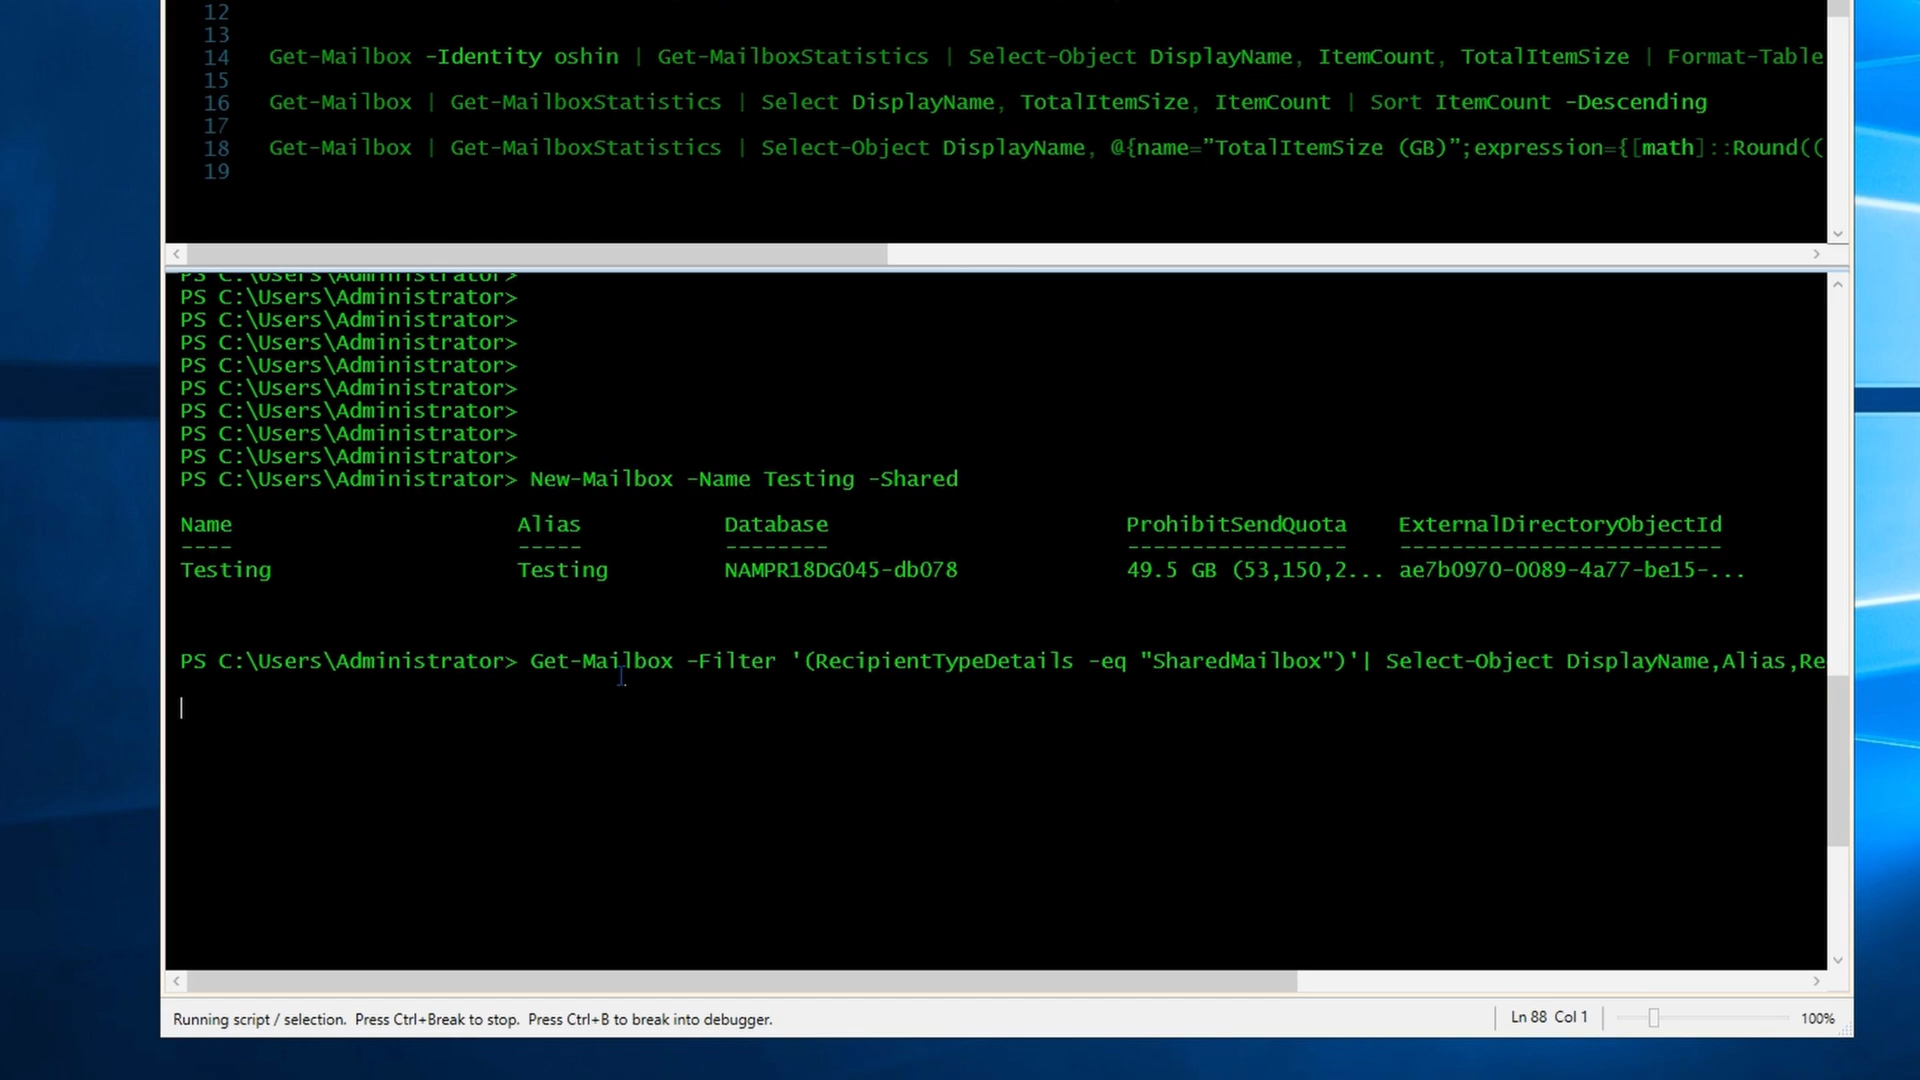 12
13
14 Get-Mailbox -Identity oshin | Get-MailboxStatistics | Select-Object DisplayName, ItemCount, TotalItemSize | Format-Table
15
16 Get-Mailbox | Get-MailboxStatistics | Select DisplayName, TotalItemSize, ItemCount | Sort ItemCount -Descending
17
18 Get-Mailbox | Get-MailboxStatistics | Select-Object DisplayName, @{name="TotalItemSize (GB)";expression={[math]::Round((
19
PS C:\Users\Administrator>
PS C:\Users\Administrator>
PS C:\Users\Administrator>
PS C:\Users\Administrator>
PS C:\Users\Administrator>
PS C:\Users\Administrator>
PS C:\Users\Administrator>
PS C:\Users\Administrator>
PS C:\Users\Administrator>
PS C:\Users\Administrator> New-Mailbox -Name Testing -Shared
Name Alias Database ProhibitSendQuota ExternalDirectoryObjectId
---- ----- -------- ----------------- -------------------------
Testing Testing NAMPR18DG045-db078 49.5 GB (53,150,2... ae7b0970-0089-4a77-be15-...
PS C:\Users\Administrator> Get-Mailbox -Filter '(RecipientTypeDetails -eq "SharedMailbox")'| Select-Object DisplayName,Alias,Re
Running script / selection. Press Ctrl+Break to stop. Press Ctrl+B to break into debugger. Ln 88 Col 1 100%